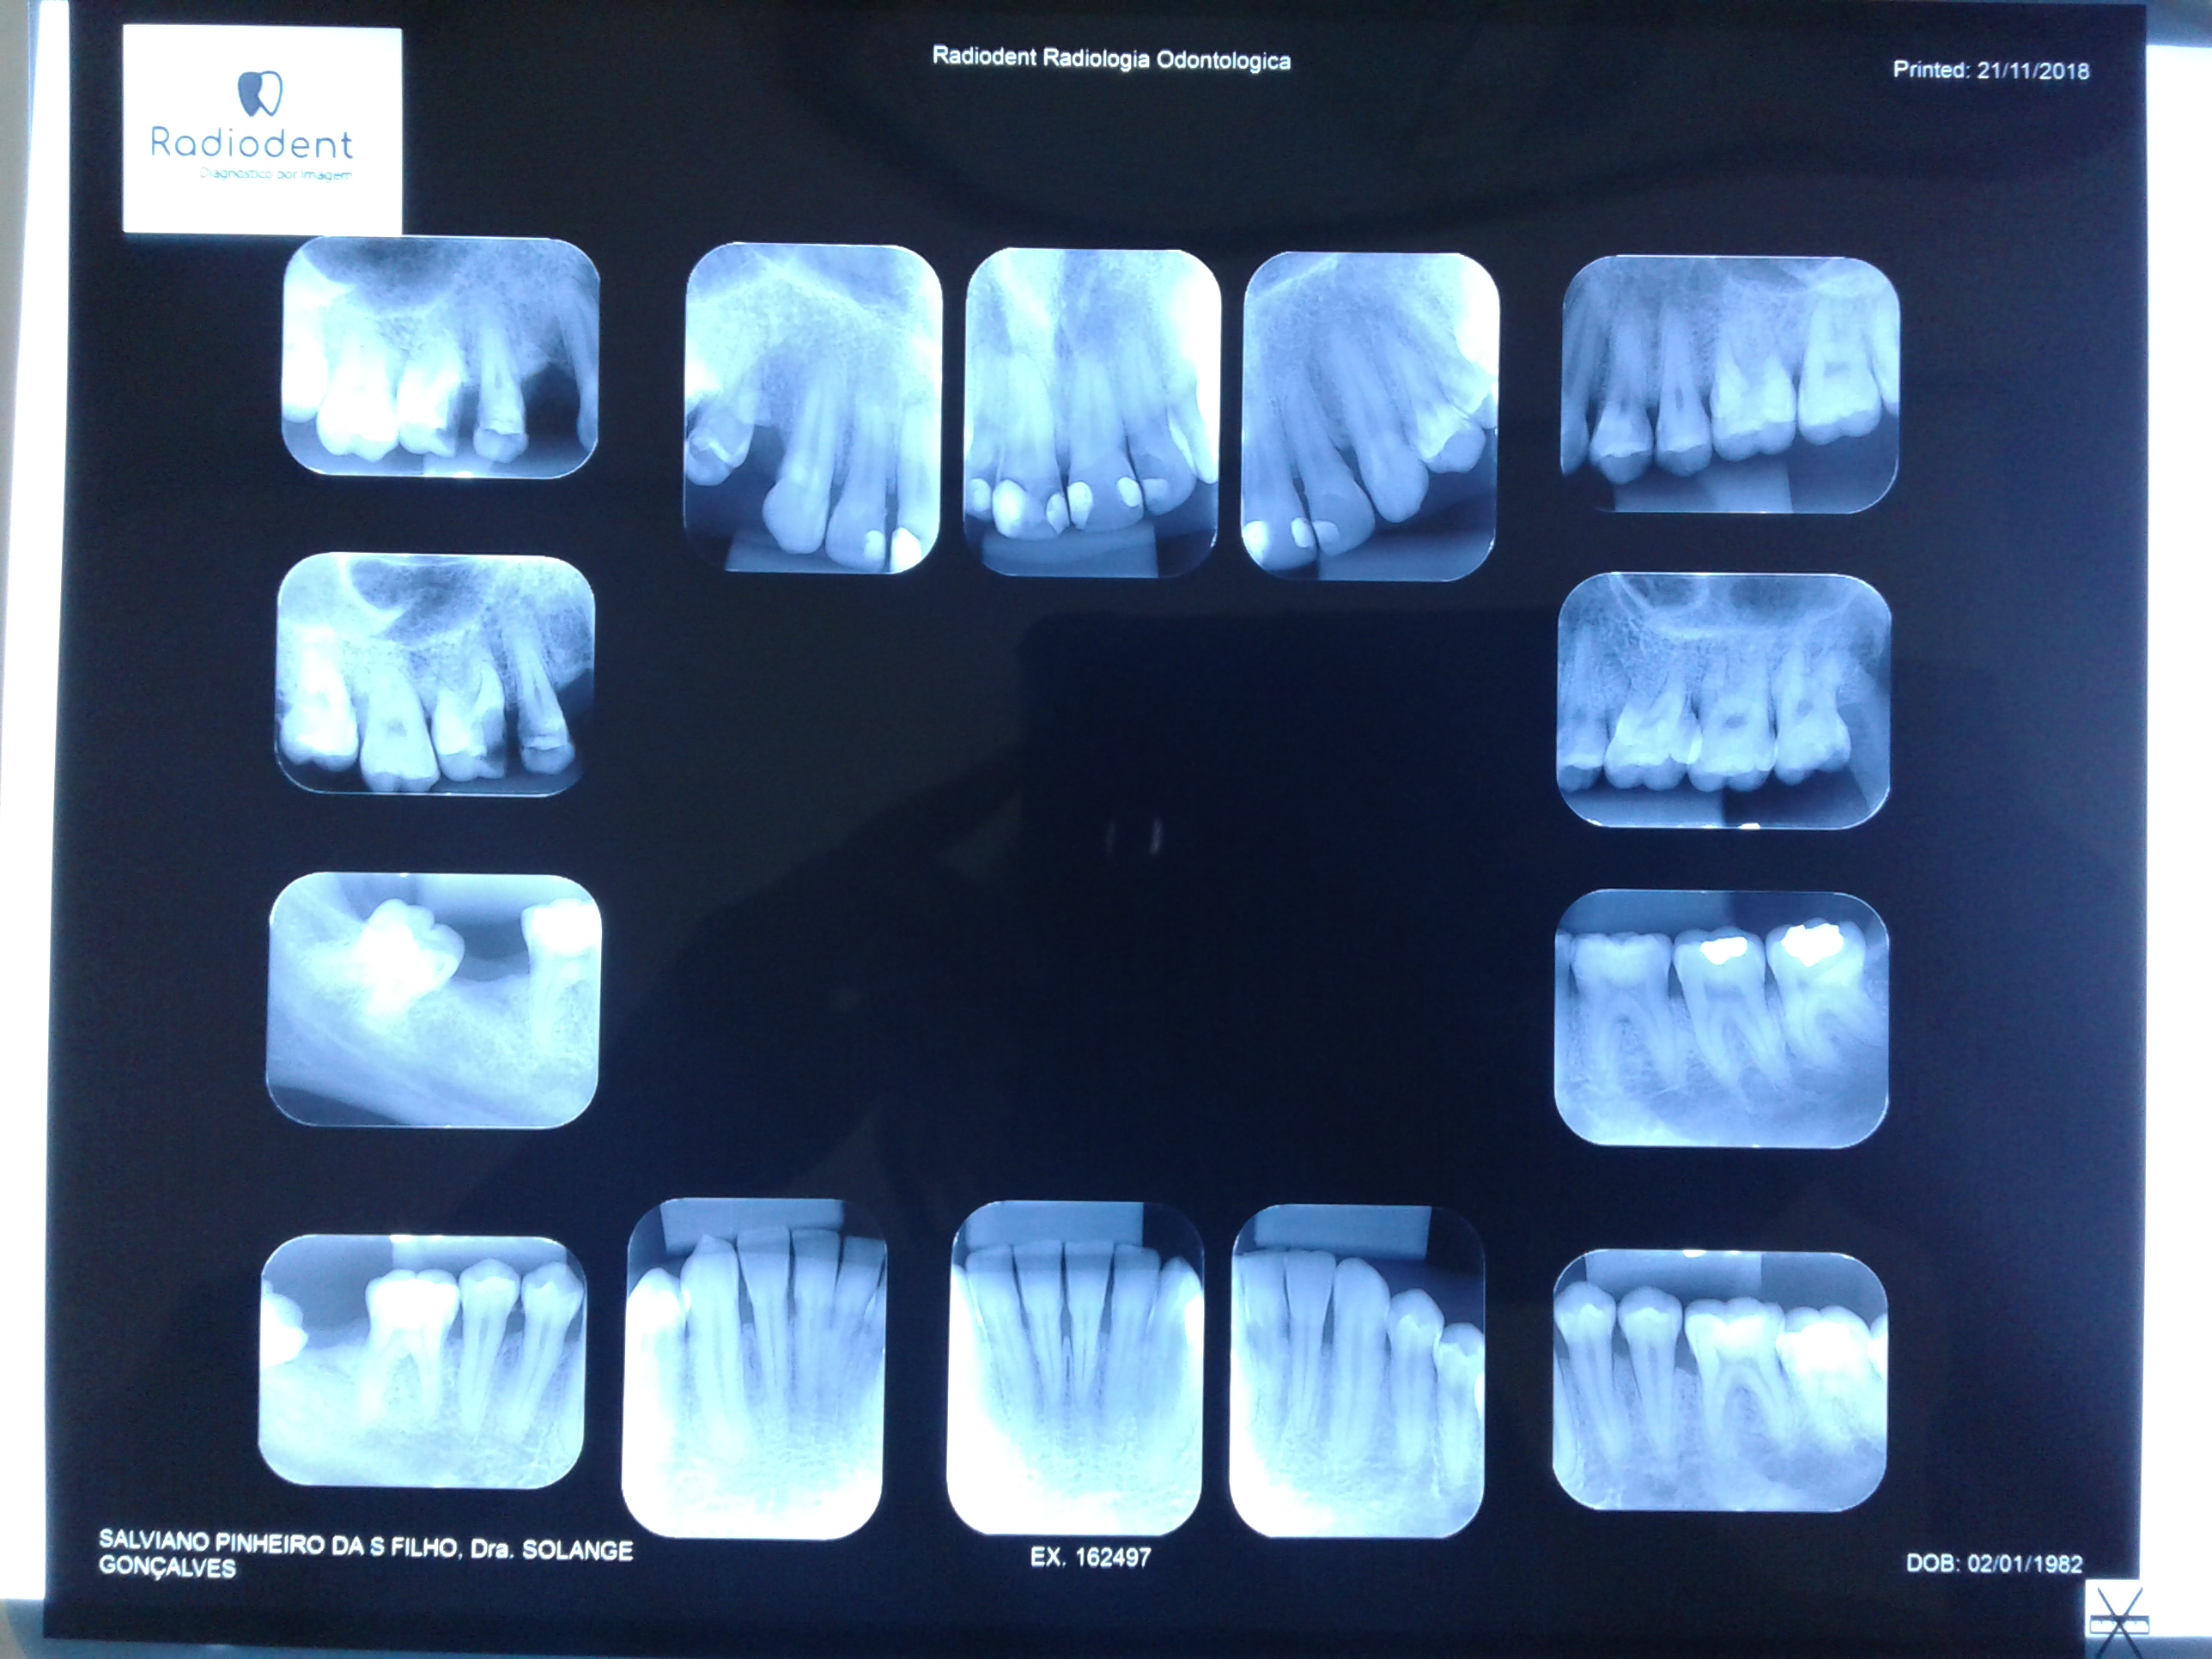 Radiodent Radiologia Odontologica
Printed: 21/11/2018
Radiodent
Diagnóstico por Imagem
SALVIANO PINHEIRO DA S FILHO, Dra. SOLANGE
GONÇALVES
EX. 162497
DOB: 02/01/1982